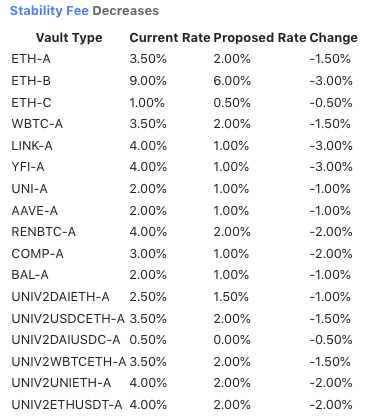 Stability Fee Decreases
Vault Type Current Rate Proposed Rate Change
ETH-A 3.50% 2.00% -1.50%
ETH-B 9.00% 6.00% -3.00%
ETH-C 1.00% 0.50% -0.50%
WBTC-A 3.50% 2.00% -1.50%
LINK-A 4.00% 1.00% -3.00%
YFI-A 4.00% 1.00% -3.00%
UNI-A 2.00% 1.00% -1.00%
AAVE-A 2.00% 1.00% -1.00%
RENBTC-A 4.00% 2.00% -2.00%
COMP-A 3.00% 1.00% -2.00%
BAL-A 2.00% 1.00% -1.00%
UNIV2DAIETH-A 2.50% 1.50% -1.00%
UNIV2USDCETH-A 3.50% 2.00% -1.50%
UNIV2DAIUSDC-A 0.50% 0.00% -0.50%
UNIV2WBTCETH-A 3.50% 2.00% -1.50%
UNIV2UNIETH-A 4.00% 2.00% -2.00%
UNIV2ETHUSDT-A 4.00% 2.00% -2.00%